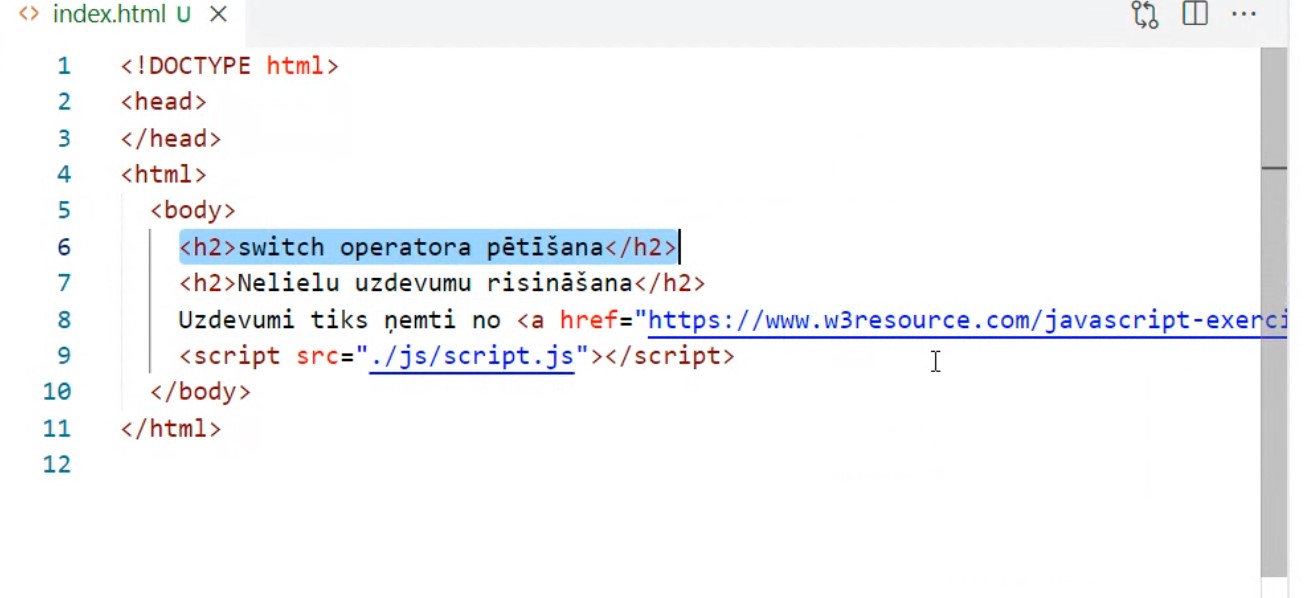 <> index.html U ×
1 <!DOCTYPE html>
2 <head>
3 </head>
4 <html>
5 <body>
6 <h2>switch operatora pētīšana</h2>
7 <h2>Nelielu uzdevumu risināšana</h2>
8 Uzdevumi tiks ņemti no <a href="https://www.w3resource.com/javascript-exerci
9 <script src="./js/script.js"></script>
10 </body>
11 </html>
12